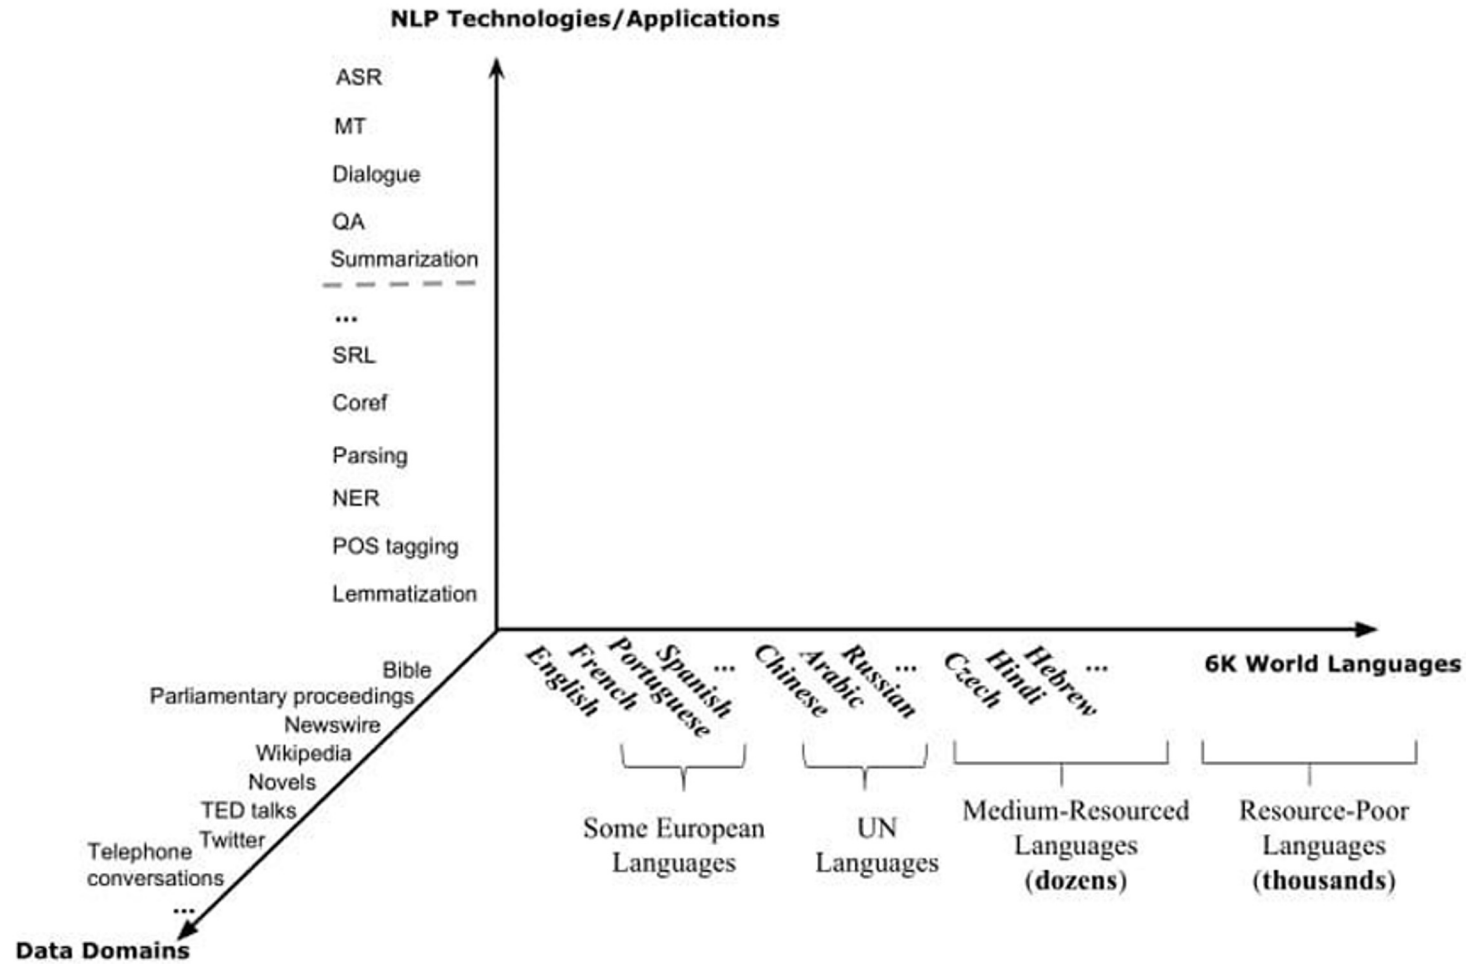 NLP Technologies/Applications
ASR
MT
Dialogue
QA
Summarization
...
SRL
Coref
Parsing
NER
POS tagging
Lemmatization
Bible
Parliamentary proceedings
Newswire
Wikipedia
Novels
TED talks
Twitter
Telephone
conversations
...
Data Domains
English
French
Portuguese
Spanish
...
Chinese
Arabic
Russian
...
Czech
Hindi
Hebrew
...
6K World Languages
Some European
Languages
UN
Languages
Medium-Resourced
Languages
(dozens)
Resource-Poor
Languages
(thousands)